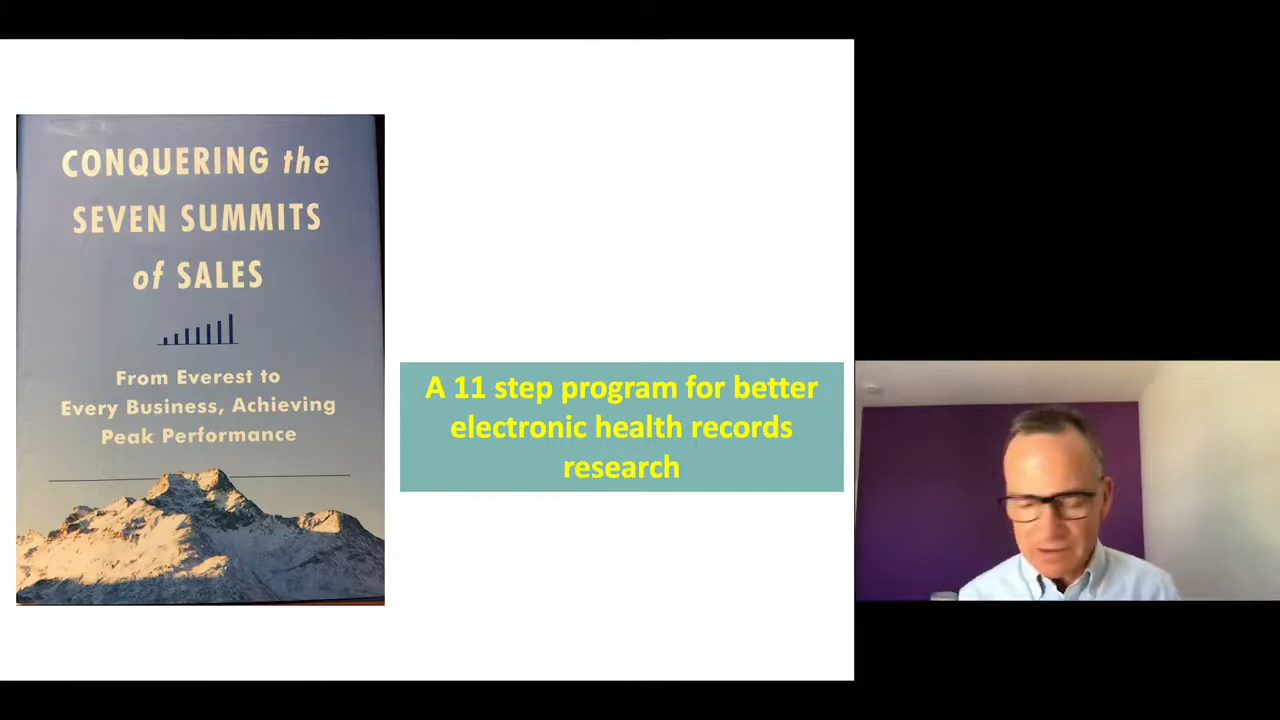 CONQUERING the
SEVEN SUMMITS
of SALES
From Everest to
Every Business, Achieving
Peak Performance
A 11 step program for better
electronic health records
research